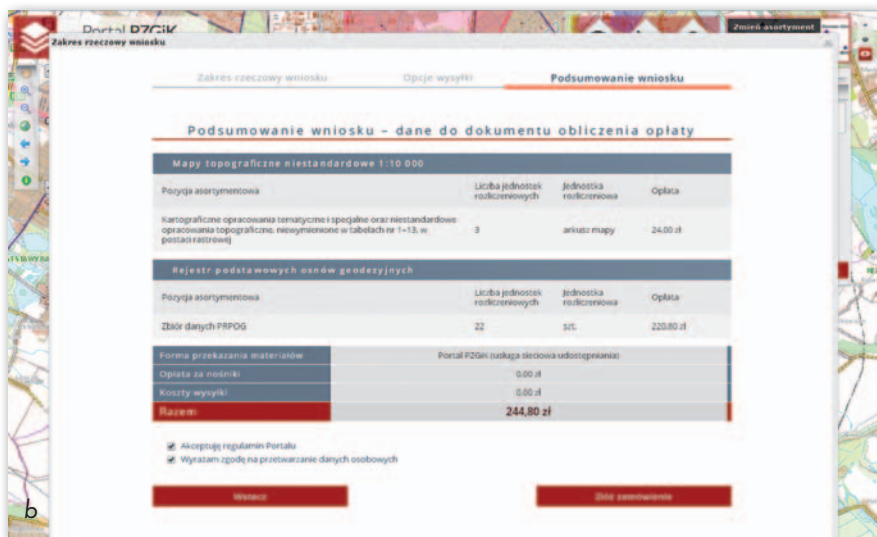 Portal PZGiK
Zmień asortyment
Zakres rzeczowy wniosku
Zakres rzeczowy wniosku
Opcje wysyłki
Podsumowanie wniosku
Podsumowanie wniosku – dane do dokumentu obliczenia opłaty
Mapy topograficzne niestandardowe 1:10 000
Pozycja asortymentowa
Liczba jednostek rozliczeniowych
Jednostka rozliczeniowa
Opłata
Kartograficzne opracowania tematyczne i specjalne oraz niestandardowe
opracowania topograficzne, niewymienione w tabelach nr 1–13, w
postaci rastrowej
3
arkusz mapy
24.00 zł
Rejestr podstawowych osnów geodezyjnych
Pozycja asortymentowa
Liczba jednostek rozliczeniowych
Jednostka rozliczeniowa
Opłata
Zbiór danych PRPOG
22
szt.
220.80 zł
Forma przekazania materiałów
Portal PZGiK (usługa sieciowa udostępniania)
Opłata za nośniki
0.00 zł
Koszty wysyłki
0.00 zł
Razem
244,80 zł
Akceptuję regulamin Portalu
Wyrażam zgodę na przetwarzanie danych osobowych
Wstecz
Złóż zamówienie
b